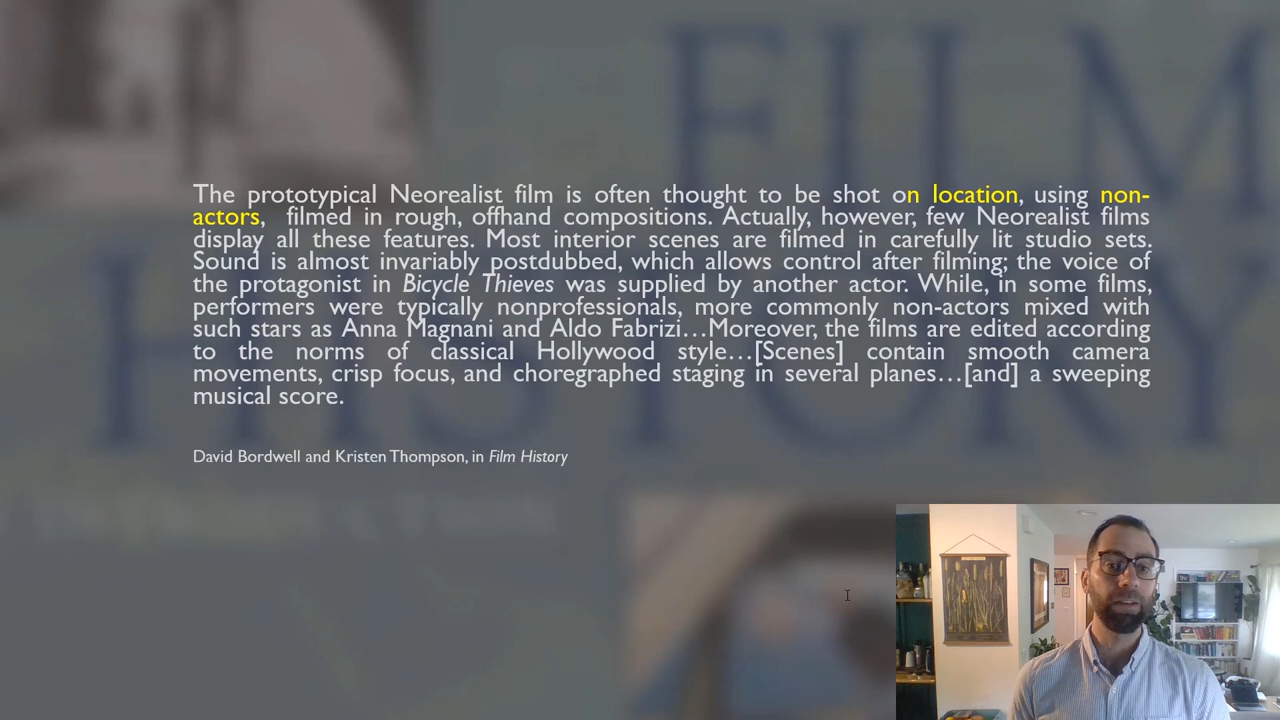 FILM
HISTORY
The prototypical Neorealist film is often thought to be shot on location, using non-
actors, filmed in rough, offhand compositions. Actually, however, few Neorealist films
display all these features. Most interior scenes are filmed in carefully lit studio sets.
Sound is almost invariably postdubbed, which allows control after filming; the voice of
the protagonist in Bicycle Thieves was supplied by another actor. While, in some films,
performers were typically nonprofessionals, more commonly non-actors mixed with
such stars as Anna Magnani and Aldo Fabrizi…Moreover, the films are edited according
to the norms of classical Hollywood style…[Scenes] contain smooth camera
movements, crisp focus, and choregraphed staging in several planes…[and] a sweeping
musical score.
David Bordwell and Kristen Thompson, in Film History